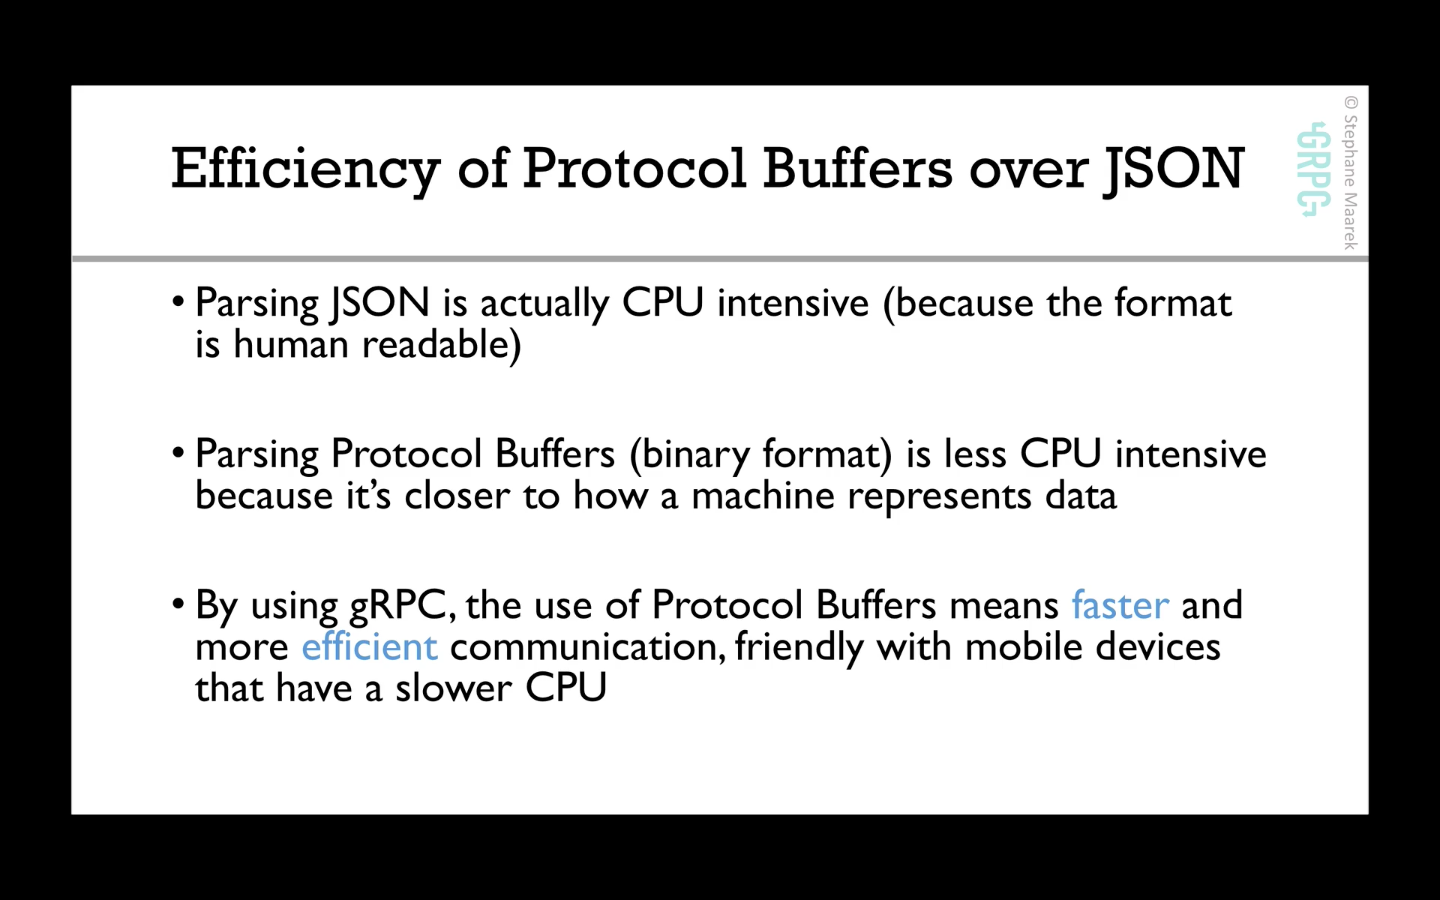 Efficiency of Protocol Buffers over JSON
GRPC
© Stephane Maarek
• Parsing JSON is actually CPU intensive (because the format
is human readable)
• Parsing Protocol Buffers (binary format) is less CPU intensive
because it’s closer to how a machine represents data
• By using gRPC, the use of Protocol Buffers means faster and
more efficient communication, friendly with mobile devices
that have a slower CPU